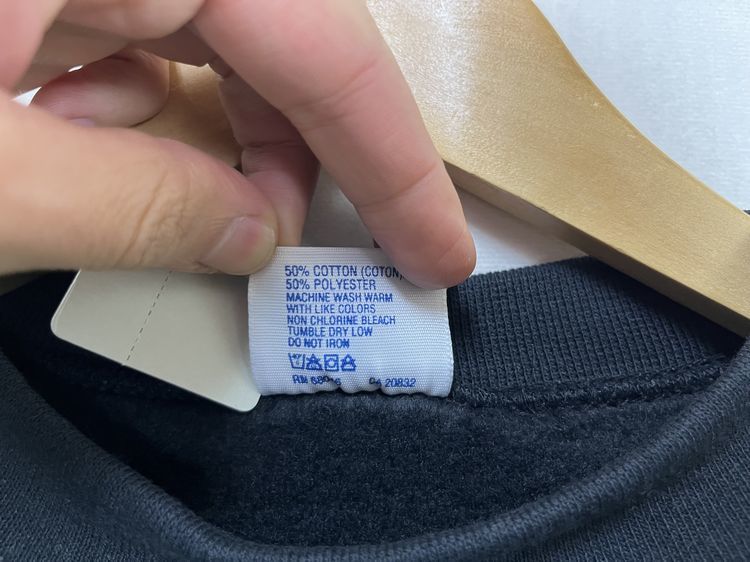 50% COTTON (COTON)
50% POLYESTER
MACHINE WASH WARM
WITH LIKE COLORS
NON CHLORINE BLEACH
TUMBLE DRY LOW
DO NOT IRON
RN CA 20832